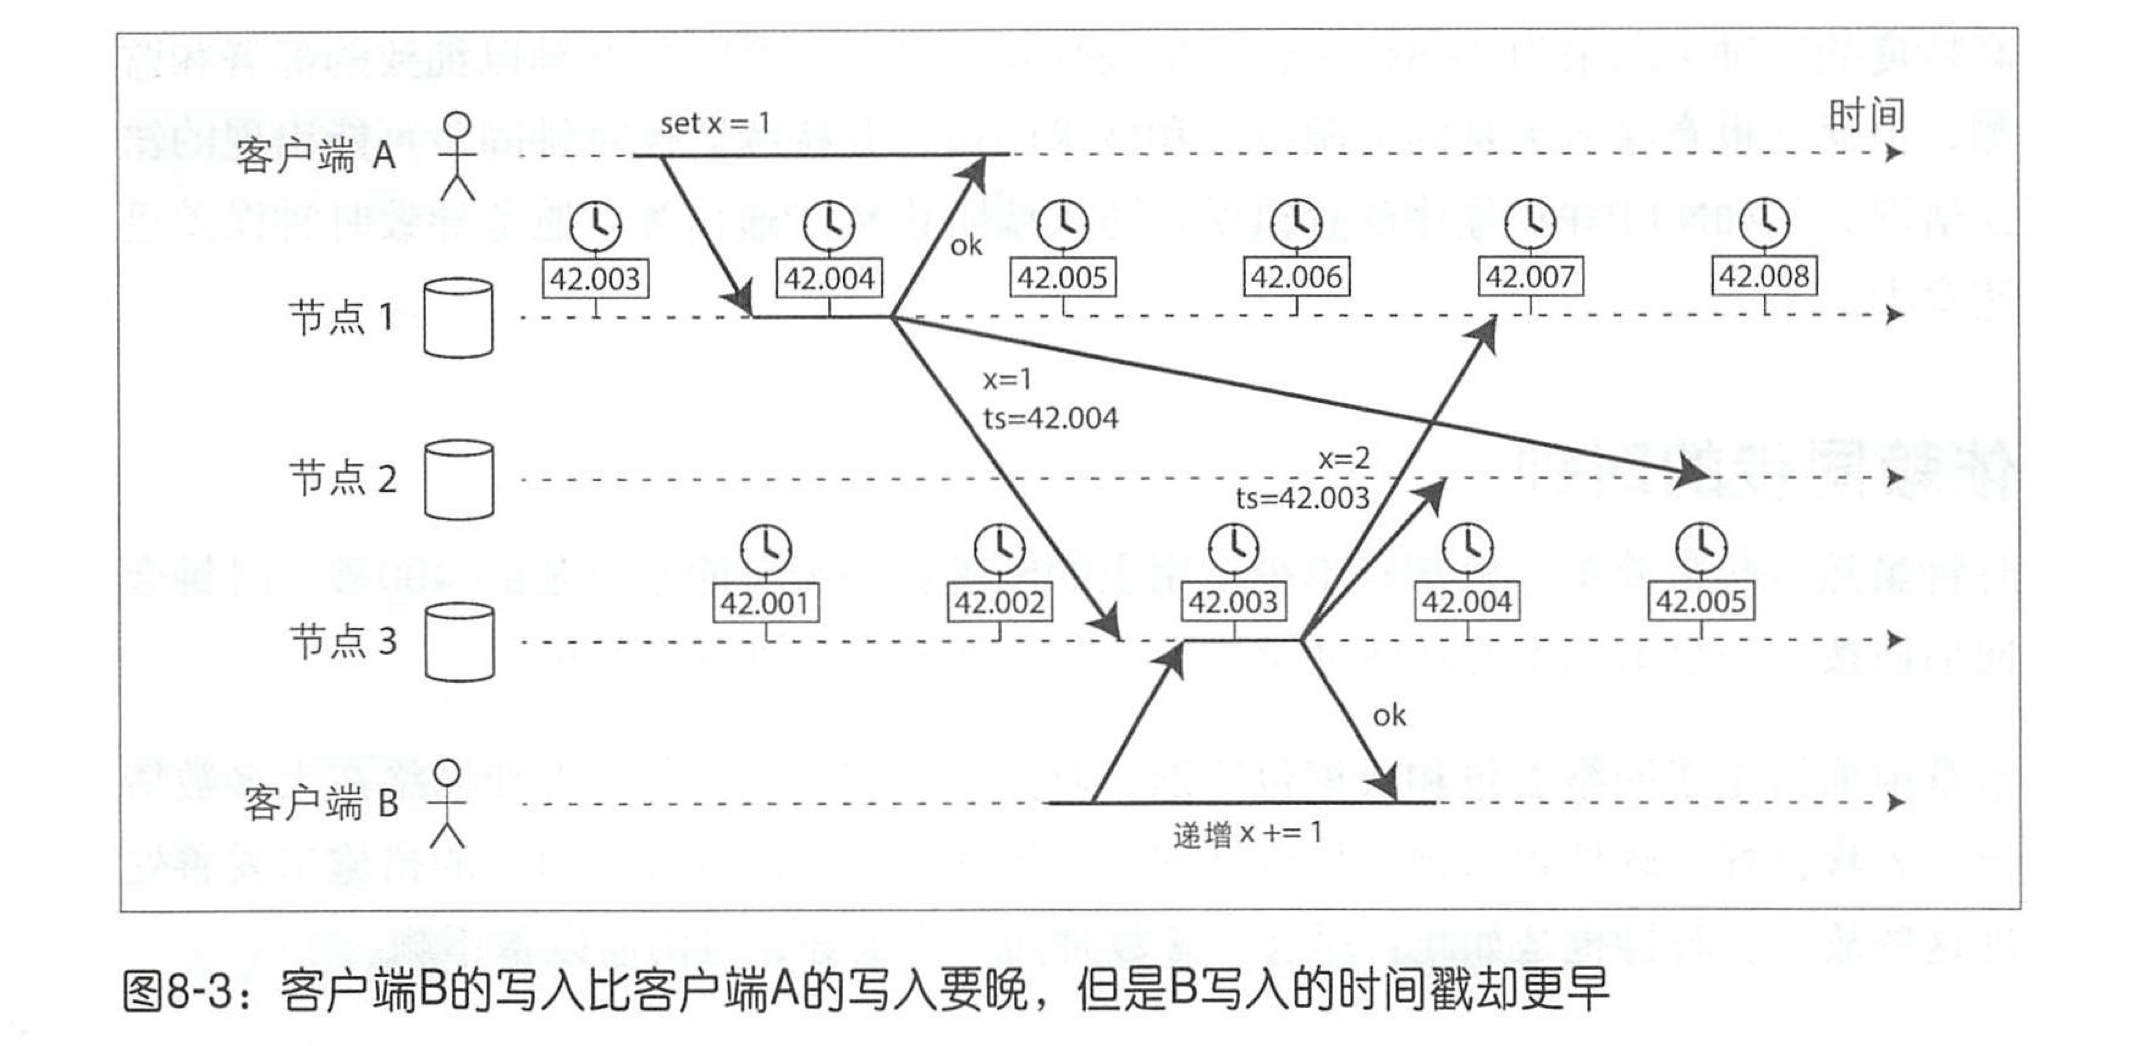 set x = 1
时间
客户端 A
ok
42.003
42.004
42.005
42.006
42.007
42.008
节点 1
x=1
ts=42.004
x=2
ts=42.003
节点 2
42.001
42.002
42.003
42.004
42.005
节点 3
ok
客户端 B
递增 x += 1
图8-3：客户端B的写入比客户端A的写入要晚，但是B写入的时间戳却更早